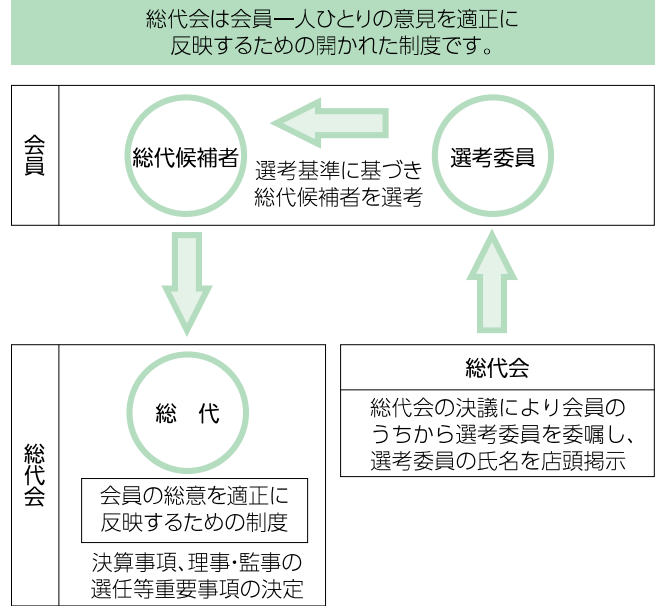 総代会は会員一人ひとりの意見を適正に
反映するための開かれた制度です。
会員
総代候補者
選考基準に基づき
総代候補者を選考
選考委員
総代会
総代会の決議により会員の
うちから選考委員を委嘱し、
選考委員の氏名を店頭掲示
総代会
総　代
会員の総意を適正に
反映するための制度
決算事項、理事・監事の
選任等重要事項の決定